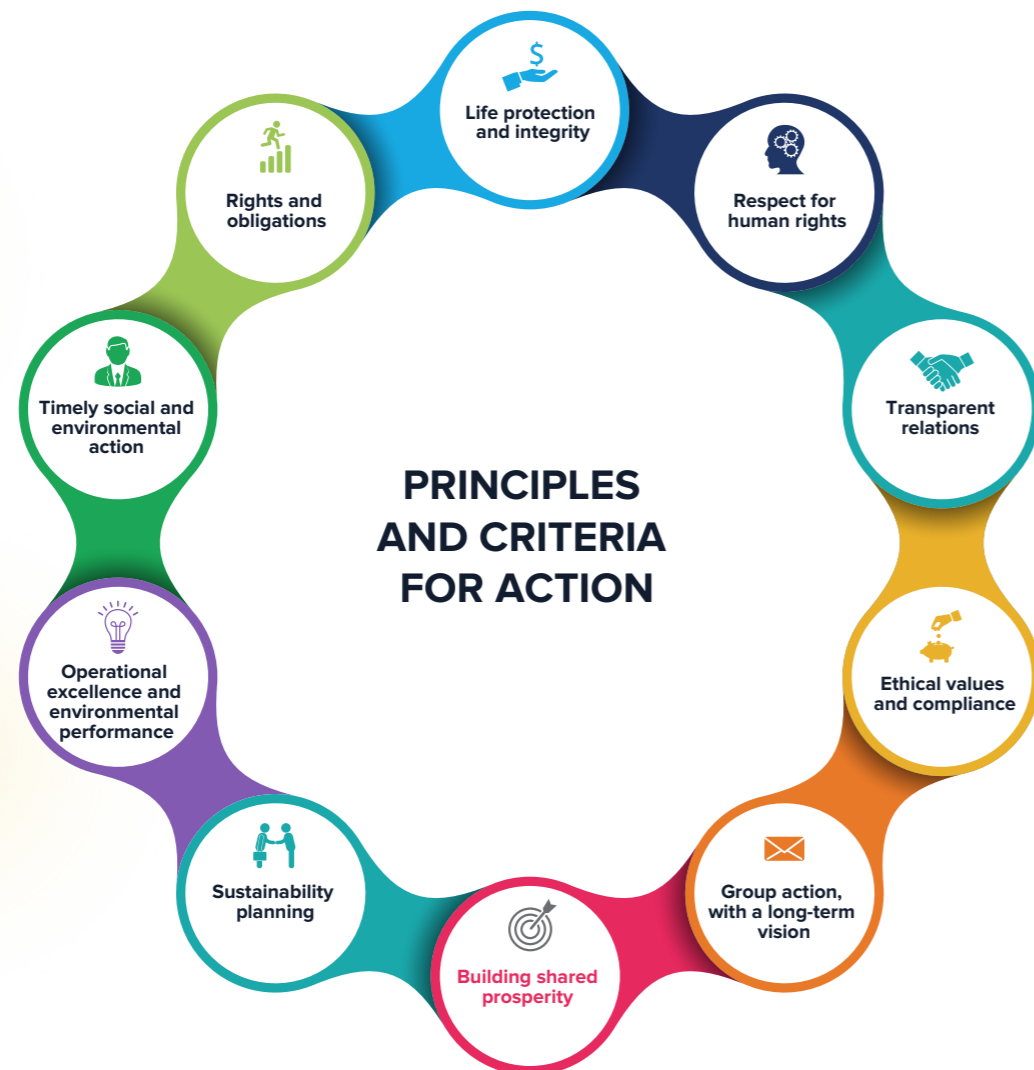 Life protection
and integrity
Respect for
human rights
Transparent
relations
Ethical values
and compliance
Group action,
with a long-term
vision
Building shared
prosperity
Sustainability
planning
Operational
excellence and
environmental
performance
Timely social and
environmental
action
Rights and
obligations
PRINCIPLES
AND CRITERIA
FOR ACTION